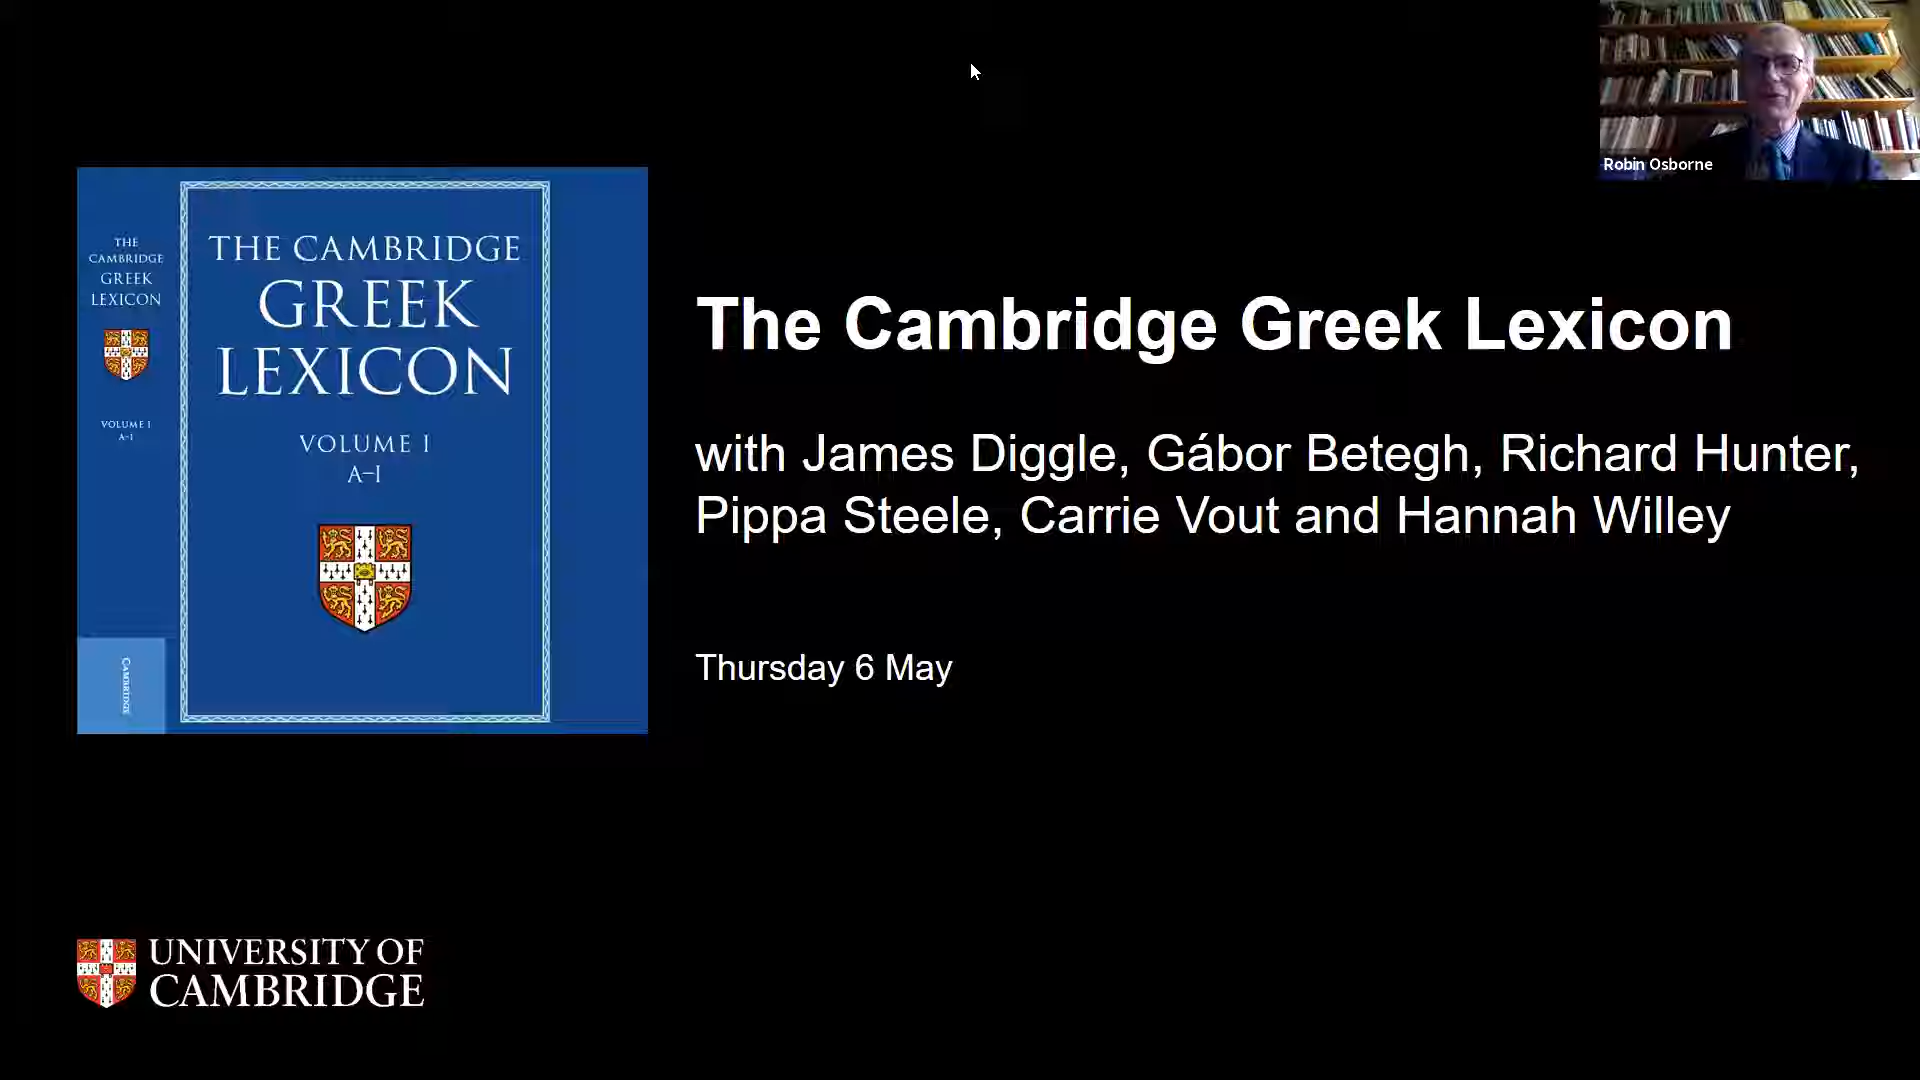 Robin Osborne
THE
CAMBRIDGE
GREEK
LEXICON
VOLUME I
A–I
CAMBRIDGE
THE CAMBRIDGE
GREEK
LEXICON
VOLUME I
A–I
The Cambridge Greek Lexicon
with James Diggle, Gábor Betegh, Richard Hunter,
Pippa Steele, Carrie Vout and Hannah Willey
Thursday 6 May
UNIVERSITY OF
CAMBRIDGE